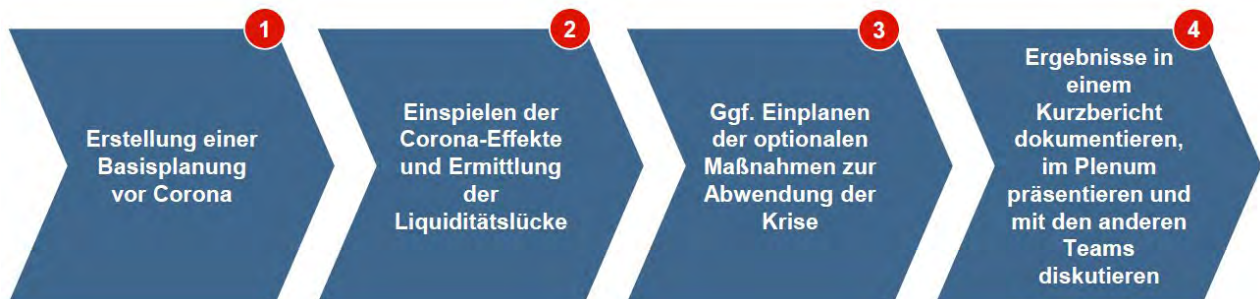 1
Erstellung einer
Basisplanung
vor Corona
2
Einspielen der
Corona-Effekte
und Ermittlung
der
Liquiditätslücke
3
Ggf. Einplanen
der optionalen
Maßnahmen zur
Abwendung der
Krise
4
Ergebnisse in
einem
Kurzbericht
dokumentieren,
im Plenum
präsentieren und
mit den anderen
Teams
diskutieren